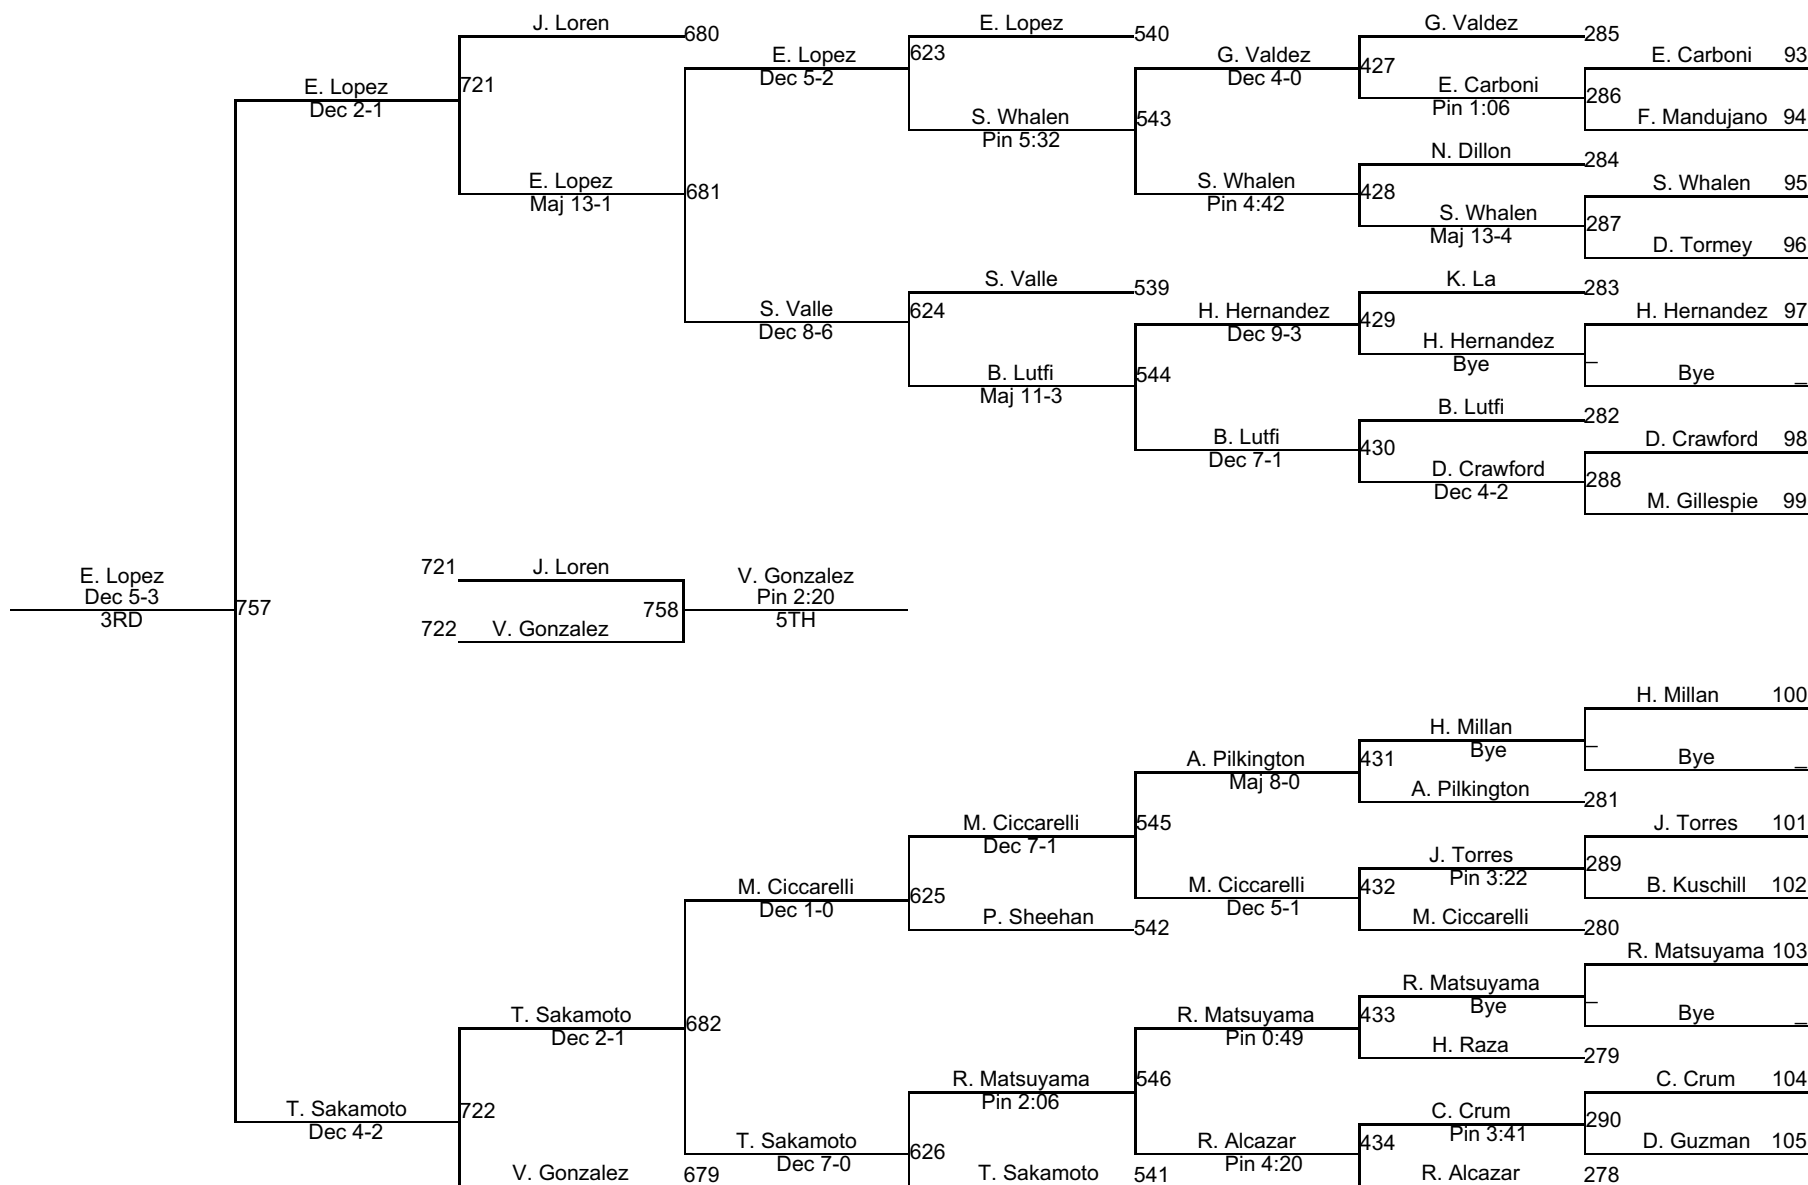 J. Loren 680 E. Lopez 540 G. Valdez 285
E. Lopez 623 G. Valdez 427 E. Carboni 93
Dec 5-2 Dec 4-0
E. Lopez 721 E. Carboni 286
Dec 2-1 Pin 1:06
S. Whalen 543 F. Mandujano 94
Pin 5:32
N. Dillon 284
E. Lopez 681 S. Whalen 428 S. Whalen 95
Maj 13-1 Pin 4:42
S. Whalen 287
Maj 13-4
D. Tormey 96
S. Valle 539 K. La 283
S. Valle 624 H. Hernandez 429 H. Hernandez 97
Dec 8-6 Dec 9-3
H. Hernandez _
Bye
B. Lutfi 544 Bye _
Maj 11-3
B. Lutfi 282
B. Lutfi 430 D. Crawford 98
Dec 7-1
D. Crawford 288
Dec 4-2
M. Gillespie 99
721 J. Loren
E. Lopez V. Gonzalez
Dec 5-3 Pin 2:20
757 758
3RD 5TH
722 V. Gonzalez
H. Millan 100
H. Millan _
Bye
A. Pilkington 431 Bye _
Maj 8-0
A. Pilkington 281
M. Ciccarelli 545 J. Torres 101
Dec 7-1
J. Torres 289
Pin 3:22
M. Ciccarelli 625 M. Ciccarelli 432 B. Kuschill 102
Dec 1-0 Dec 5-1
P. Sheehan 542 M. Ciccarelli 280
R. Matsuyama 103
R. Matsuyama _
Bye
T. Sakamoto 682 R. Matsuyama 433 Bye _
Dec 2-1 Pin 0:49
H. Raza 279
R. Matsuyama 546 C. Crum 104
Pin 2:06
T. Sakamoto 722 C. Crum 290
Dec 4-2 Pin 3:41
T. Sakamoto 626 R. Alcazar 434 D. Guzman 105
Dec 7-0 Pin 4:20
V. Gonzalez 679 T. Sakamoto 541 R. Alcazar 278